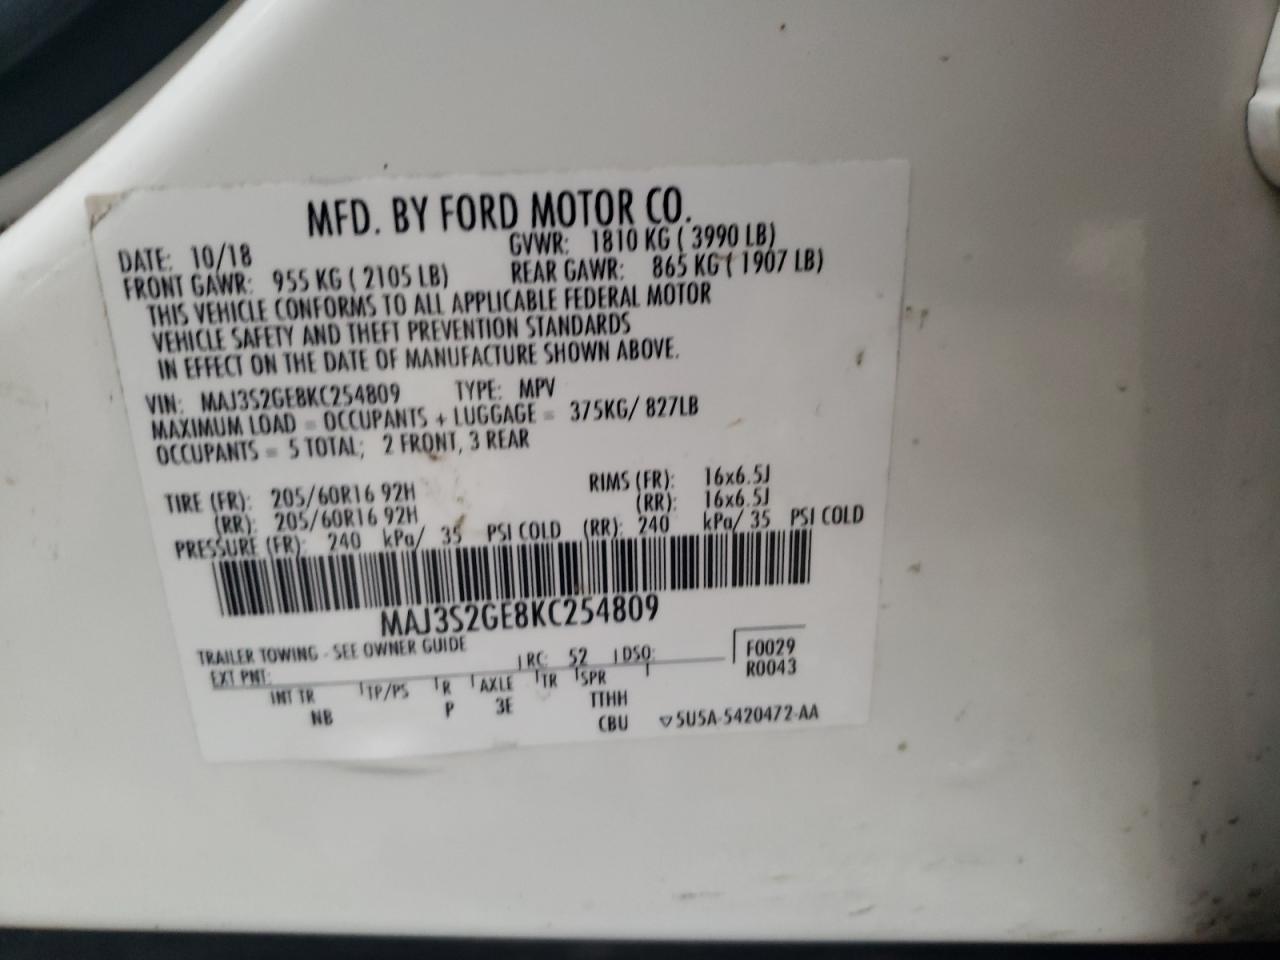 MFD. BY FORD MOTOR CO.
DATE: 10/18 GVWR: 1810 KG ( 3990 LB)
FRONT GAWR: 955 KG ( 2105 LB) REAR GAWR: 865 KG ( 1907 LB)
THIS VEHICLE CONFORMS TO ALL APPLICABLE FEDERAL MOTOR
VEHICLE SAFETY AND THEFT PREVENTION STANDARDS
IN EFFECT ON THE DATE OF MANUFACTURE SHOWN ABOVE.
VIN: MAJ3S2GE8KC254809 TYPE: MPV
MAXIMUM LOAD = OCCUPANTS + LUGGAGE = 375KG/ 827LB
OCCUPANTS = 5 TOTAL; 2 FRONT, 3 REAR
TIRE (FR): 205/60R16 92H RIMS (FR): 16x6.5J
(RR): 205/60R16 92H (RR): 16x6.5J
PRESSURE (FR): 240 kPa/ 35 PSI COLD (RR): 240 kPa/ 35 PSI COLD
MAJ3S2GE8KC254809
TRAILER TOWING - SEE OWNER GUIDE
EXT PNT: RC: 52 DSO: F0029
R0043
INT TR TP/PS R AXLE TR SPR
NB P 3E TTHH
CBU ▽5U5A-5420472-AA